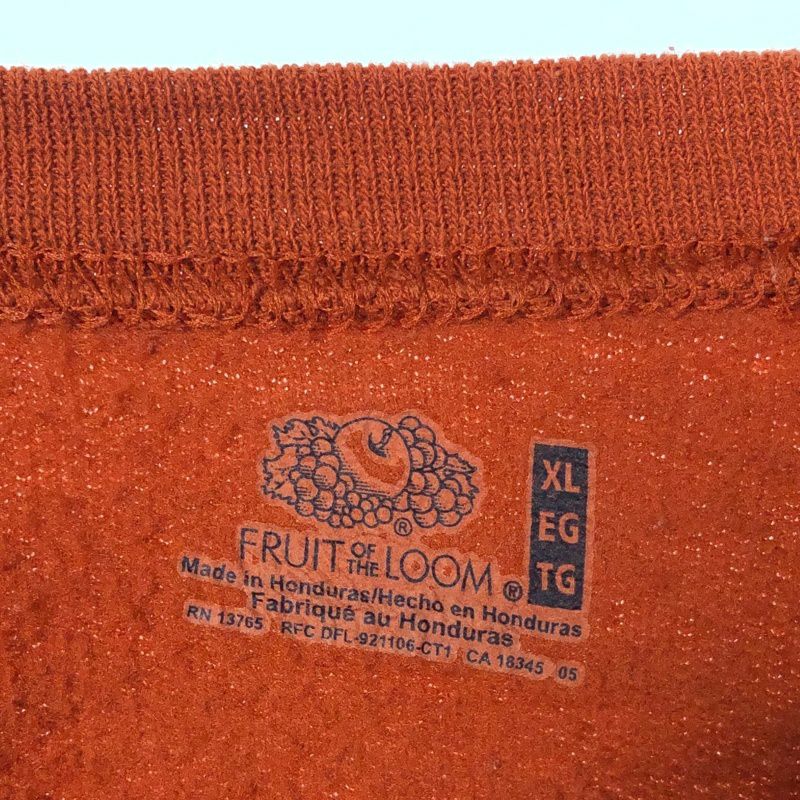 ®
FRUIT OF THE LOOM ®
XL
EG
TG
Made in Honduras/Hecho en Honduras
Fabriqué au Honduras
RN 13765 RFC DFL-921106-CT1 CA 18345 05